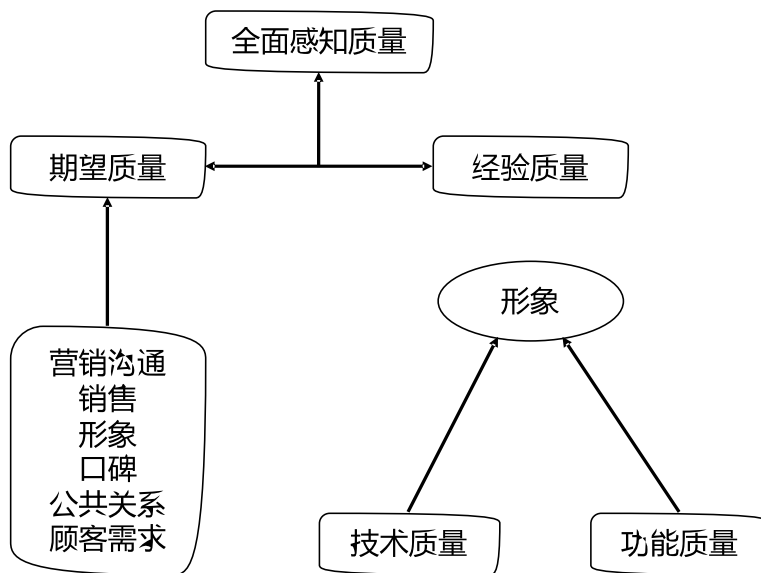 全面感知质量
期望质量
经验质量
形象
营销沟通
销售
形象
口碑
公共关系
顾客需求
技术质量
功能质量